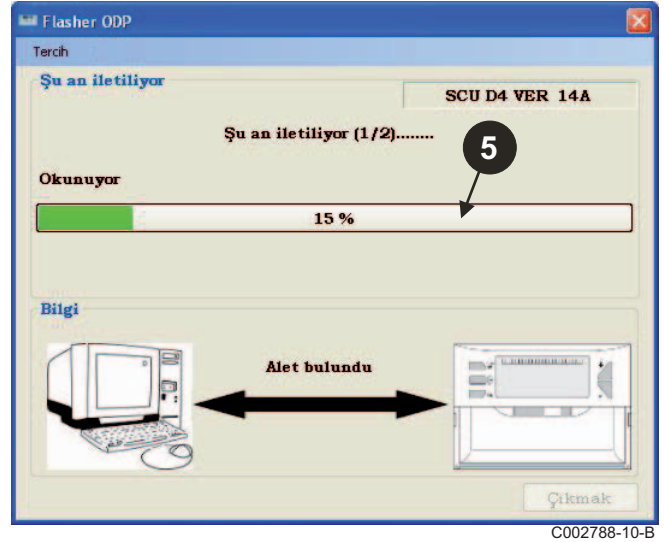 Flasher ODP
Tercih
Şu an iletiliyor
SCU D4 VER 14A
Şu an iletiliyor (1/2)........
5
Okunuyor
15 %
Bilgi
Alet bulundu
Çıkmak
C002788-10-B